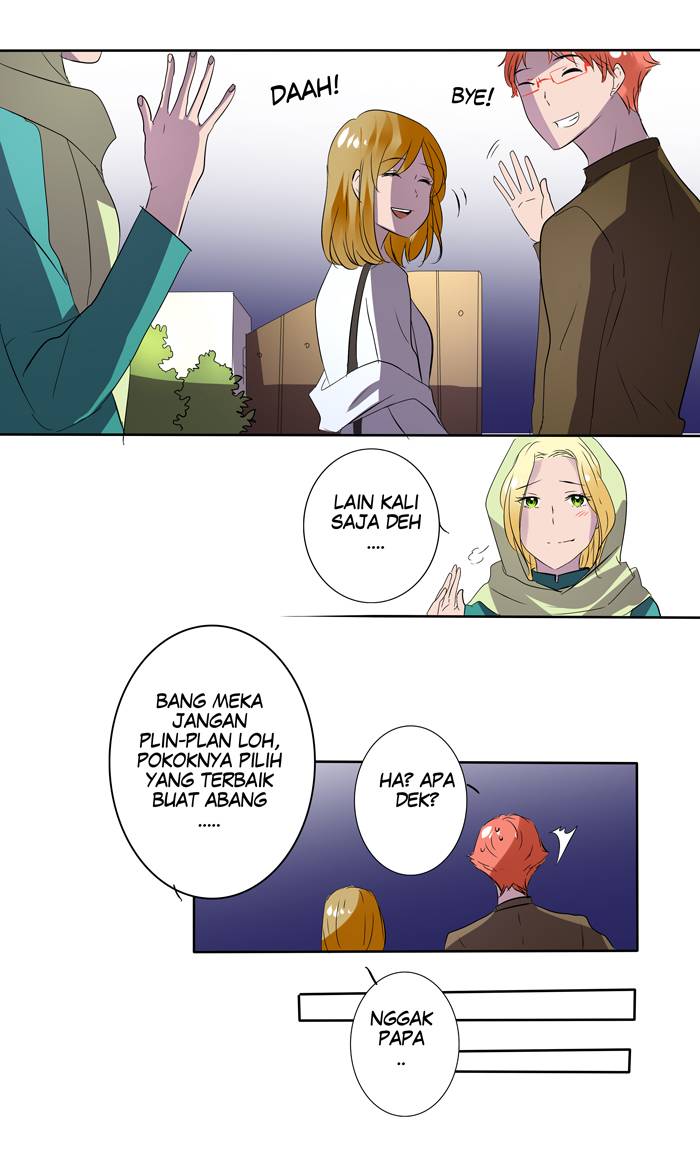 DAAH!
BYE!
LAIN KALI
SAJA DEH
....
BANG MEKA
JANGAN
PLIN-PLAN LOH,
POKOKNYA PILIH
YANG TERBAIK
BUAT ABANG
.....
HA? APA
DEK?
NGGAK
PAPA
..